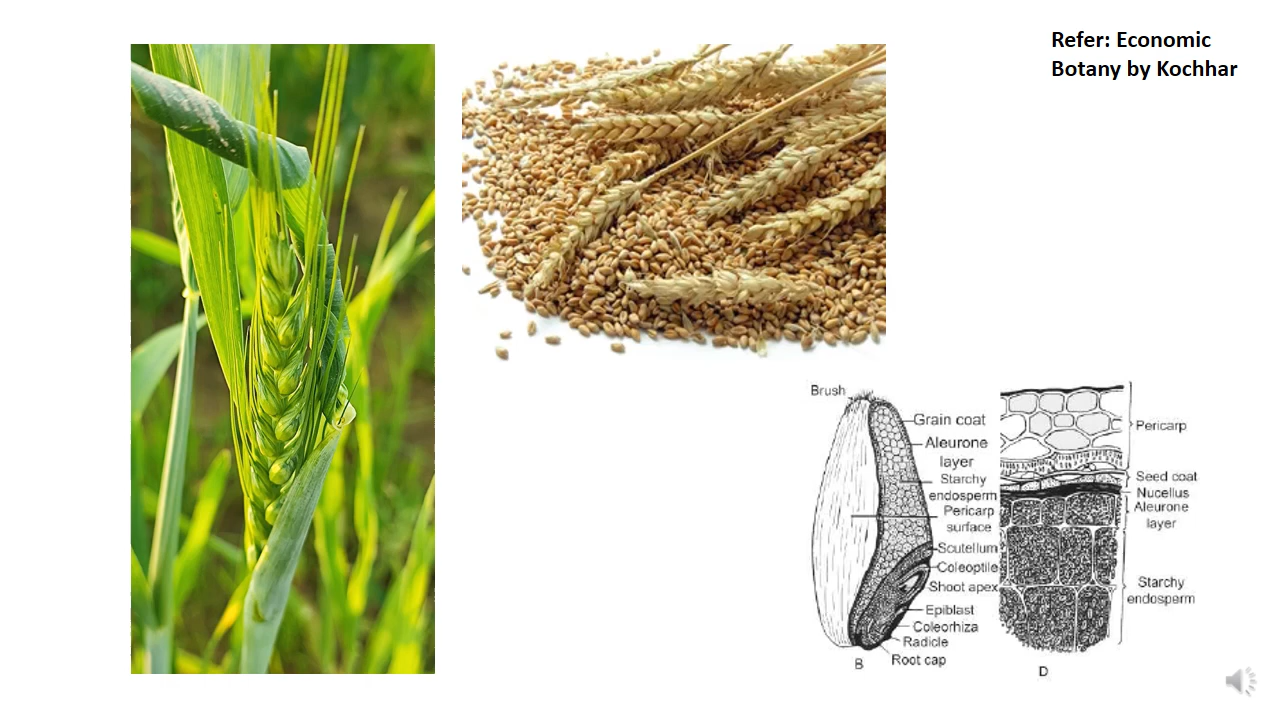 Refer: Economic
Botany by Kochhar
Brush
Grain coat
Aleurone
layer
Starchy
endosperm
Pericarp
surface
Scutellum
Coleoptile
Shoot apex
Epiblast
Coleorhiza
Radicle
Root cap
B
Pericarp
Seed coat
Nucellus
Aleurone
layer
Starchy
endosperm
D